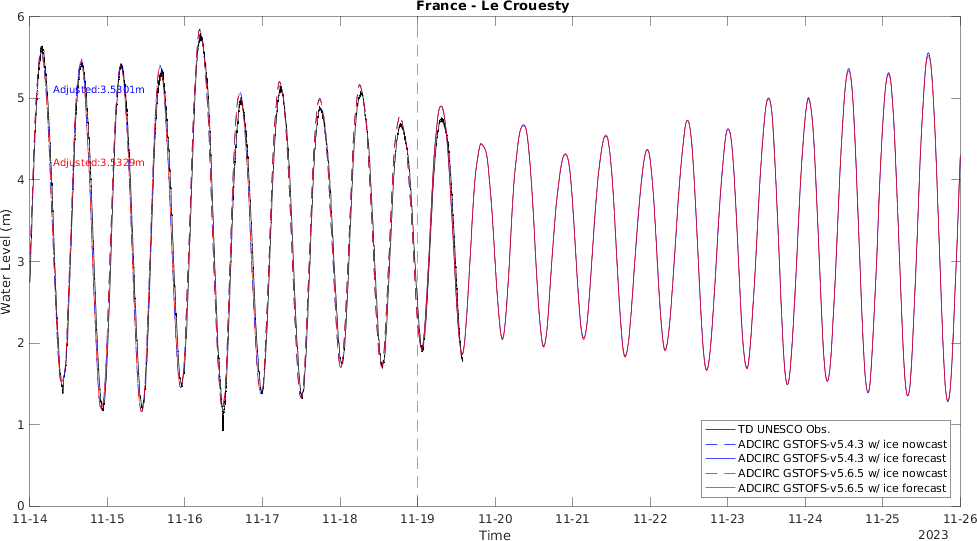 France - Le Crouesty
6
5
4
3
2
1
0
Water Level (m)
Adjusted:3.5301m
Adjusted:3.5329m
TD UNESCO Obs.
ADCIRC GSTOFS-v5.4.3 w/ ice nowcast
ADCIRC GSTOFS-v5.4.3 w/ ice forecast
ADCIRC GSTOFS-v5.6.5 w/ ice nowcast
ADCIRC GSTOFS-v5.6.5 w/ ice forecast
11-14 11-15 11-16 11-17 11-18 11-19 11-20 11-21 11-22 11-23 11-24 11-25 11-26
Time
2023